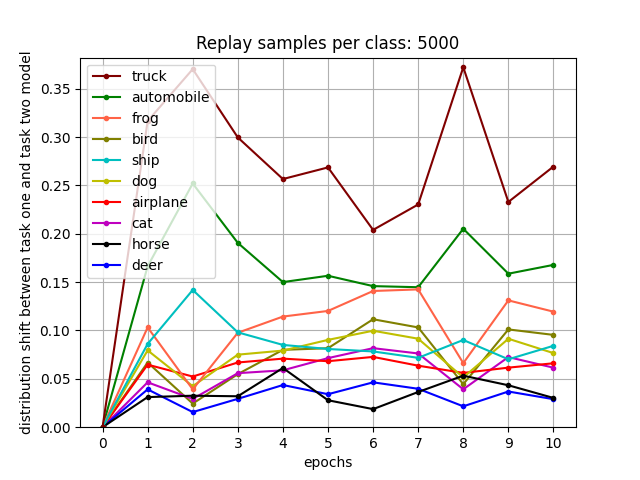 Replay samples per class: 5000
distribution shift between task one and task two model
0.35
0.30
0.25
0.20
0.15
0.10
0.05
0.00
truck
automobile
frog
bird
ship
dog
airplane
cat
horse
deer
0 1 2 3 4 5 6 7 8 9 10
epochs